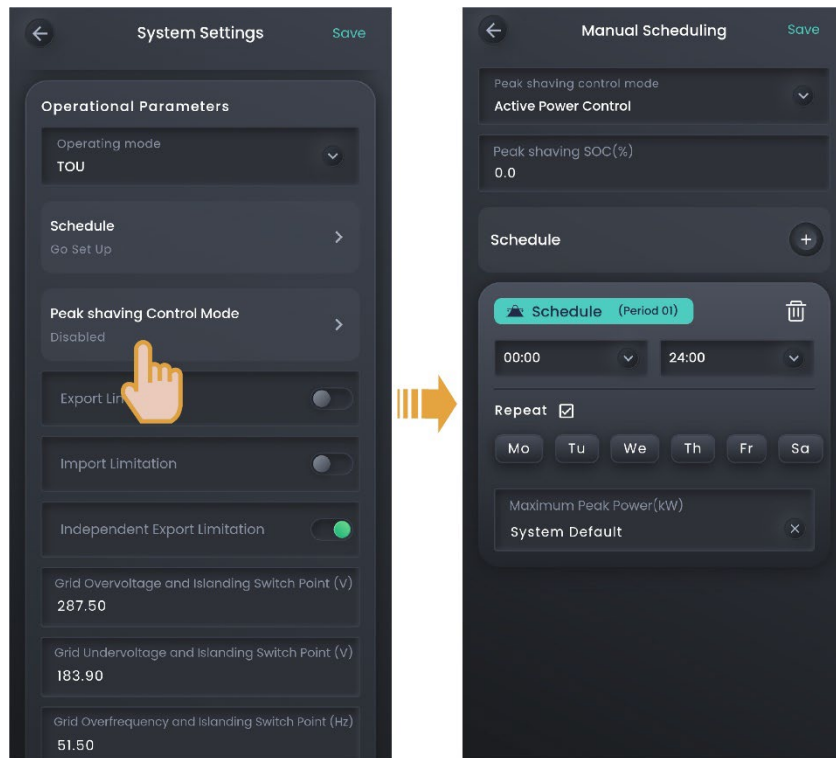 System Settings
Save
Operational Parameters
Operating mode
TOU
Schedule
Go Set Up
Peak shaving Control Mode
Disabled
Export
Import Limitation
Independent Export Limitation
Grid Overvoltage and Islanding Switch Point (V)
287.50
Grid Undervoltage and Islanding Switch Point (V)
183.90
Grid Overfrequency and Islanding Switch Point (Hz)
51.50
Manual Scheduling
Save
Peak shaving control mode
Active Power Control
Peak shaving SOC(%)
0.0
Schedule
Schedule (Period 01)
00:00
24:00
Repeat
Mo Tu We Th Fr Sa
Maximum Peak Power(kW)
System Default